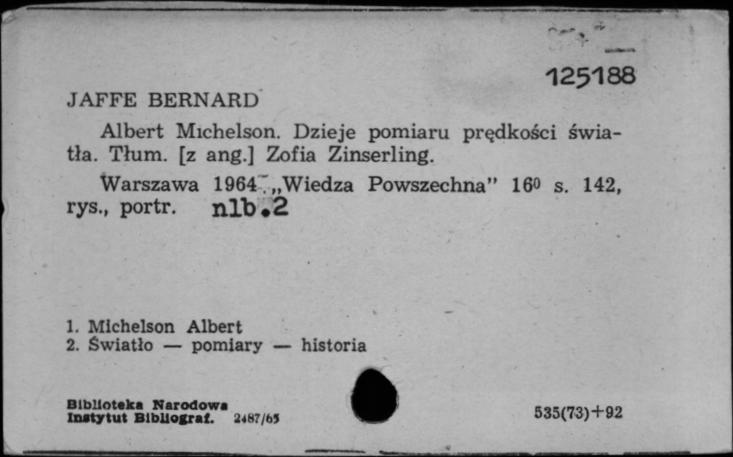 125188
JAFFE BERNARD
Albert Michelson. Dzieje pomiaru prędkości świa-
tła. Tłum. [z ang.] Zofia Zinserling.
Warszawa 1964. „Wiedza Powszechna” 16⁰ s. 142,
rys., portr. nlb.2
1. Michelson Albert
2. Światło — pomiary — historia
Biblioteka Narodowa
Instytut Bibliograf. 2487/65
535(73)+92